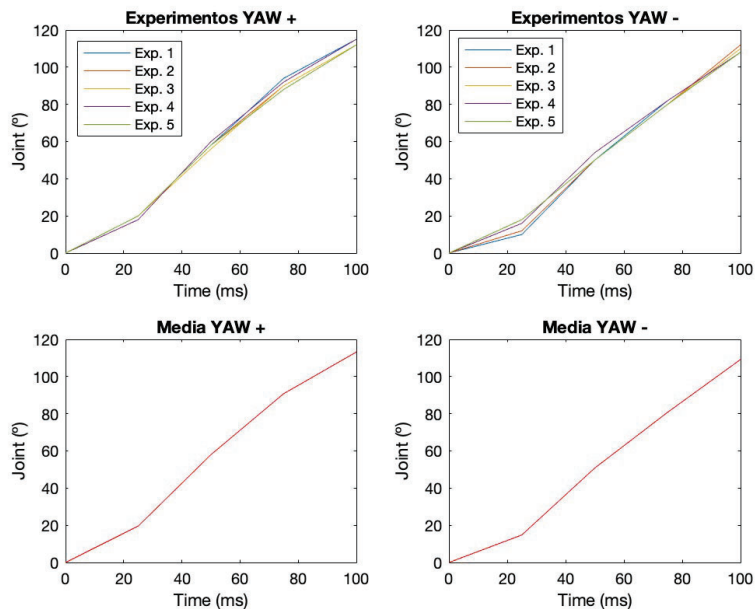 Experimentos YAW +
120
100
80
60
40
20
0
Joint (º)
Exp. 1
Exp. 2
Exp. 3
Exp. 4
Exp. 5
0 20 40 60 80 100
Time (ms)
Experimentos YAW -
120
100
80
60
40
20
0
Joint (º)
Exp. 1
Exp. 2
Exp. 3
Exp. 4
Exp. 5
0 20 40 60 80 100
Time (ms)
Media YAW +
120
100
80
60
40
20
0
Joint (º)
0 20 40 60 80 100
Time (ms)
Media YAW -
120
100
80
60
40
20
0
Joint (º)
0 20 40 60 80 100
Time (ms)